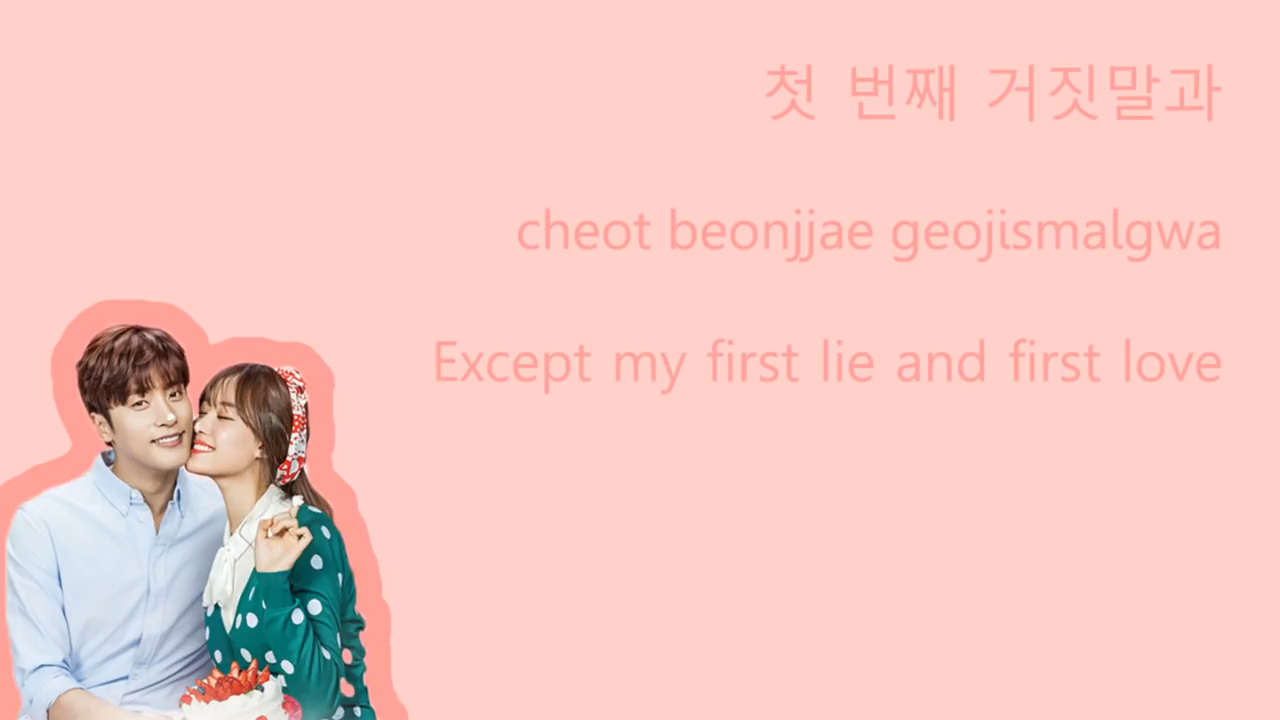 첫 번째 거짓말과
cheot beonjjae geojismalgwa
Except my first lie and first love